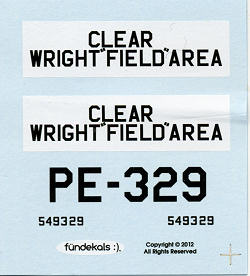 CLEAR
WRIGHT "FIELD" AREA
CLEAR
WRIGHT "FIELD" AREA
PE-329
549329 549329
fündekals :).
Copyright © 2012
All Rights Reserved